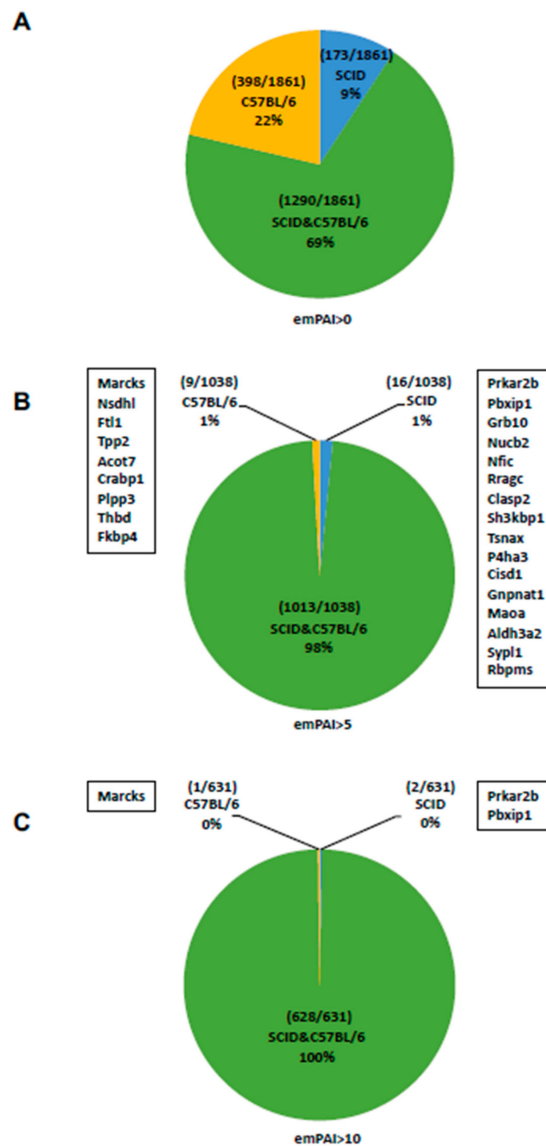 A
(398/1861)
C57BL/6
22%
(173/1861)
SCID
9%
(1290/1861)
SCID&C57BL/6
69%
emPAI>0
B
Marcks
Nsdhl
Ftl1
Tpp2
Acot7
Crabp1
Plpp3
Thbd
Fkbp4
(9/1038)
C57BL/6
1%
(16/1038)
SCID
1%
Prkar2b
Pbxip1
Grb10
Nucb2
Nfic
Rragc
Clasp2
Sh3kbp1
Tsnax
P4ha3
Cisd1
Gnpnat1
Maoa
Aldh3a2
Sypl1
Rbpms
(1013/1038)
SCID&C57BL/6
98%
emPAI>5
C
Marcks
(1/631)
C57BL/6
0%
(2/631)
SCID
0%
Prkar2b
Pbxip1
(628/631)
SCID&C57BL/6
100%
emPAI>10